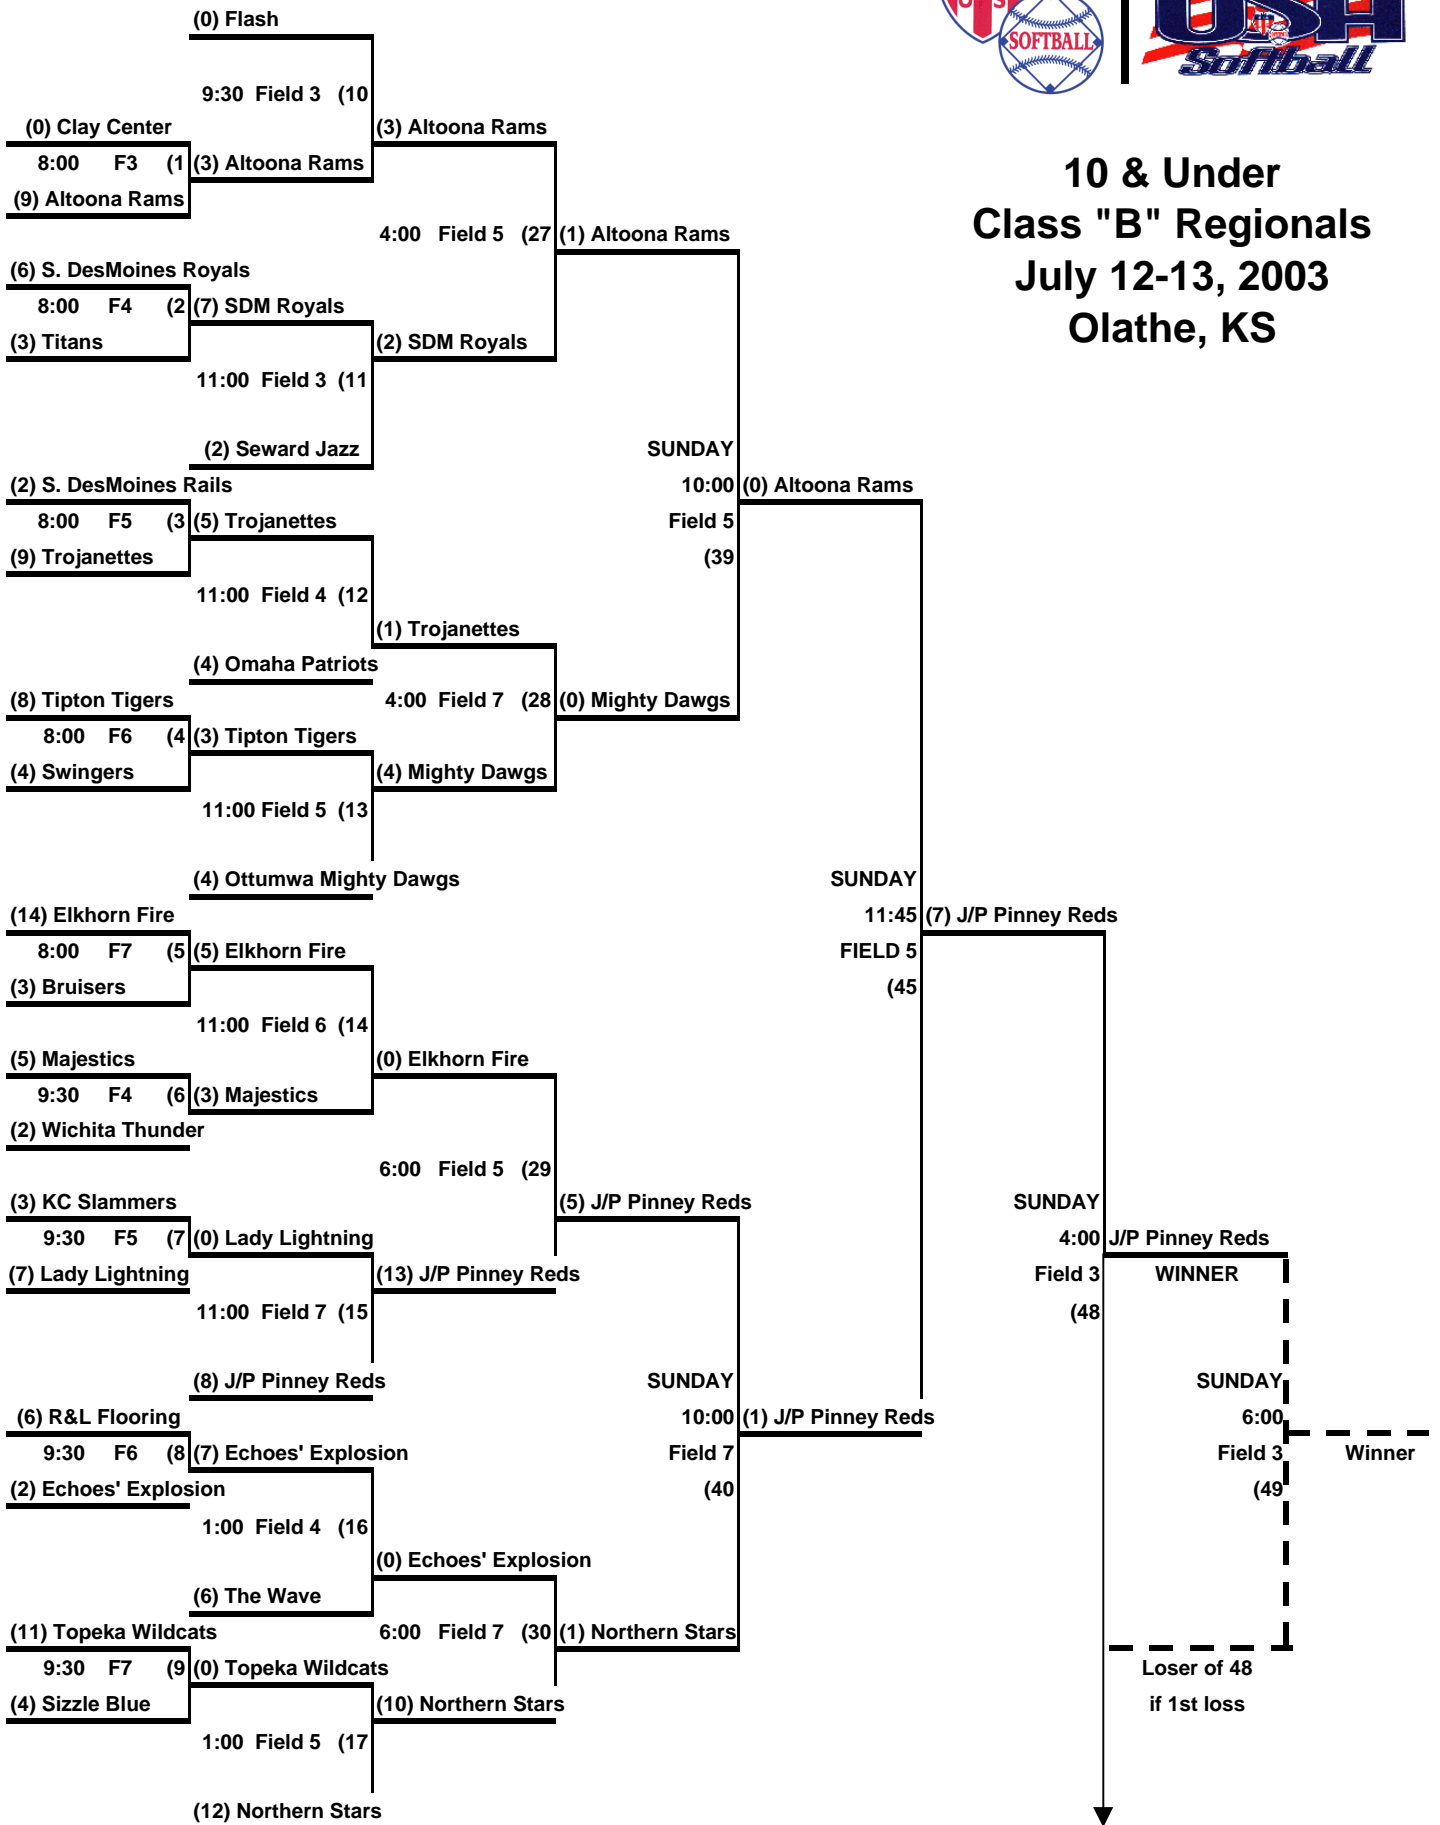 (0) Flash
SOFTBALL
USA
Softball
9:30 Field 3 (10
(0) Clay Center
(3) Altoona Rams
8:00 F3 (1 (3) Altoona Rams
(9) Altoona Rams
10 & Under
Class "B" Regionals
July 12-13, 2003
Olathe, KS
4:00 Field 5 (27 (1) Altoona Rams
(6) S. DesMoines Royals
8:00 F4 (2 (7) SDM Royals
(3) Titans
(2) SDM Royals
11:00 Field 3 (11
(2) Seward Jazz
SUNDAY
(2) S. DesMoines Rails
10:00 (0) Altoona Rams
8:00 F5 (3 (5) Trojanettes
Field 5
(9) Trojanettes
(39
11:00 Field 4 (12
(1) Trojanettes
(4) Omaha Patriots
(8) Tipton Tigers
4:00 Field 7 (28 (0) Mighty Dawgs
8:00 F6 (4 (3) Tipton Tigers
(4) Swingers
(4) Mighty Dawgs
11:00 Field 5 (13
(4) Ottumwa Mighty Dawgs
SUNDAY
(14) Elkhorn Fire
11:45 (7) J/P Pinney Reds
8:00 F7 (5 (5) Elkhorn Fire
FIELD 5
(3) Bruisers
(45
11:00 Field 6 (14
(5) Majestics
(0) Elkhorn Fire
9:30 F4 (6 (3) Majestics
(2) Wichita Thunder
6:00 Field 5 (29
(3) KC Slammers
(5) J/P Pinney Reds
SUNDAY
9:30 F5 (7 (0) Lady Lightning
4:00 J/P Pinney Reds
(7) Lady Lightning
(13) J/P Pinney Reds
Field 3 WINNER
11:00 Field 7 (15
(48
(8) J/P Pinney Reds
SUNDAY
SUNDAY
(6) R&L Flooring
10:00 (1) J/P Pinney Reds
6:00
9:30 F6 (8 (7) Echoes' Explosion
Field 7
Field 3 Winner
(2) Echoes' Explosion
(40
(49
1:00 Field 4 (16
(0) Echoes' Explosion
(6) The Wave
(11) Topeka Wildcats
6:00 Field 7 (30 (1) Northern Stars
9:30 F7 (9 (0) Topeka Wildcats
Loser of 48
(4) Sizzle Blue
(10) Northern Stars
if 1st loss
1:00 Field 5 (17
(12) Northern Stars